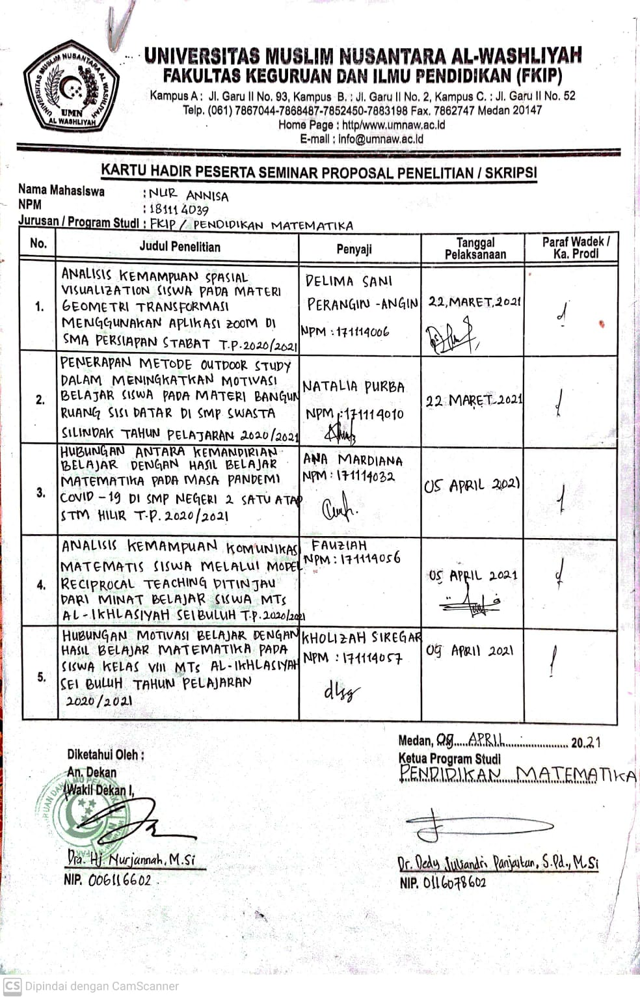 UNIVERSITAS MUSLIM NUSANTARA AL-WASHLIYAH
FAKULTAS KEGURUAN DAN ILMU PENDIDIKAN (FKIP)
Kampus A : Jl. Garu II No. 93, Kampus B. : Jl. Garu II No. 2, Kampus C. : Jl. Garu II No. 52
Telp. (061) 7867044-7868487-7852450-7883198 Fax. 7862747 Medan 20147
Home Page : http/www.umnaw.ac.id
E-mail : info@umnaw.ac.id
UNIVERSITAS MUSLIM NUSANTARA AL WASHLIYAH
UMN
AL WASHLIYAH
KARTU HADIR PESERTA SEMINAR PROPOSAL PENELITIAN / SKRIPSI
Nama Mahasiswa : NUR ANNISA
NPM : 181114039
Jurusan / Program Studi : FKIP / PENDIDIKAN MATEMATIKA
No. Judul Penelitian Penyaji Tanggal Pelaksanaan Paraf Wadek / Ka. Prodi
1.
ANALISIS KEMAMPUAN SPASIAL
VISUALIZATION SISWA PADA MATERI
GEOMETRI TRANSFORMASI
MENGGUNAKAN APLIKASI ZOOM DI
SMA PERSIAPAN STABAT T.P.2020/2021
DELIMA SANI
PERANGIN -ANGIN
NPM : 171114006
22, MARET, 2021
2.
PENERAPAN METODE OUTDOOR STUDY
DALAM MENINGKATKAN MOTIVASI
BELAJAR SISWA PADA MATERI BANGUN
RUANG SISI DATAR DI SMP SWASTA
SILINDAK TAHUN PELAJARAN 2020/2021
NATALIA PURBA
NPM : 171114010
22 MARET 2021
3.
HUBUNGAN ANTARA KEMANDIRIAN
BELAJAR DENGAN HASIL BELAJAR
MATEMATIKA PADA MASA PANDEMI
COVID -19 DI SMP NEGERI 2 SATU ATAP
STM HILIR T.P. 2020/2021
ANA MARDIANA
NPM : 171114032
05 APRIL 2021
4.
ANALISIS KEMAMPUAN KOMUNIKASI
MATEMATIS SISWA MELALUI MODEL
RECIPROCAL TEACHING DITINJAU
DARI MINAT BELAJAR SISWA MTs
AL-IKHLASIYAH SEI BULUH T.P.2020/2021
FAUZIAH
NPM : 171114056
05 APRIL 2021
5.
HUBUNGAN MOTIVASI BELAJAR DENGAN
HASIL BELAJAR MATEMATIKA PADA
SISWA KELAS VIII MTs AL-IKHLASIYAH
SEI BULUH TAHUN PELAJARAN
2020/2021
KHOLIZAH SIREGAR
NPM : 171114057
09 APRIl 2021
Medan, 09 APRIL 2021
Ketua Program Studi
PENDIDIKAN MATEMATIKA
Dr. Dedy Juliandri Panjaitan, S.Pd., M.Si
NIP. 0116078602
Diketahui Oleh :
An. Dekan
Wakil Dekan I,
Dra. Hj. Nurjannah, M.Si
NIP. 006116602
CS Dipindai dengan CamScanner